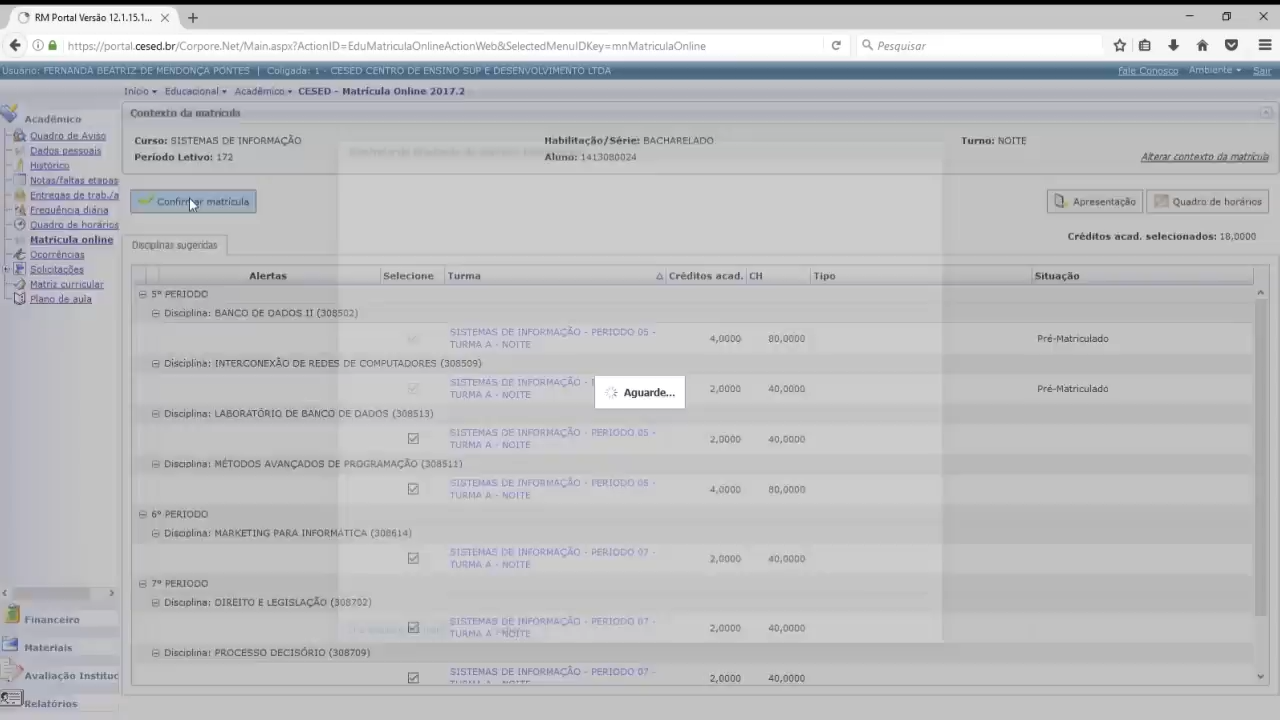 RM Portal Versão 12.1.15.1...
https://portal.cesed.br/Corpore.Net/Main.aspx?ActionID=EduMatriculaOnlineActionWeb&SelectedMenuIDKey=mnMatriculaOnline
Pesquisar
Usuário: FERNANDA BEATRIZ DE MENDONÇA PONTES | Coligada: 1 - CESED CENTRO DE ENSINO SUP E DESENVOLVIMENTO LTDA
Fale Conosco Ambiente Sair
Início Educacional Acadêmico CESED - Matrícula Online 2017.2
Acadêmico
Quadro de Aviso
Dados pessoais
Histórico
Notas/faltas etapas
Entregas de trab./a
Frequência diária
Quadro de horários
Matrícula online
Ocorrências
Solicitações
Matriz curricular
Plano de aula
Financeiro
Materiais
Avaliação Instituc
Relatórios
Contexto da matrícula
Curso: SISTEMAS DE INFORMAÇÃO Habilitação/Série: BACHARELADO Turno: NOITE
Período Letivo: 172 Aluno: 1413080024
Alterar contexto da matrícula
Confirmar matrícula Apresentação Quadro de horários
Créditos acad. selecionados: 18,0000
Disciplinas sugeridas
Alertas Selecione Turma Créditos acad. CH Tipo Situação
5º PERIODO
Disciplina: BANCO DE DADOS II (308502)
SISTEMAS DE INFORMAÇÃO - PERIODO 05 -
TURMA A - NOITE 4,0000 80,0000 Pré-Matriculado
Disciplina: INTERCONEXÃO DE REDES DE COMPUTADORES (308509)
SISTEMAS DE INFORMAÇÃO -
TURMA A - NOITE 2,0000 40,0000 Pré-Matriculado
Aguarde...
Disciplina: LABORATÓRIO DE BANCO DE DADOS (308513)
SISTEMAS DE INFORMAÇÃO - PERIODO 05 -
TURMA A - NOITE 2,0000 40,0000
Disciplina: MÉTODOS AVANÇADOS DE PROGRAMAÇÃO (308511)
SISTEMAS DE INFORMAÇÃO - PERIODO 05 -
TURMA A - NOITE 4,0000 80,0000
6º PERIODO
Disciplina: MARKETING PARA INFORMÁTICA (308614)
SISTEMAS DE INFORMAÇÃO - PERIODO 07 -
TURMA A - NOITE 2,0000 40,0000
7º PERIODO
Disciplina: DIREITO E LEGISLAÇÃO (308702)
SISTEMAS DE INFORMAÇÃO - PERIODO 07 -
TURMA A - NOITE 2,0000 40,0000
Disciplina: PROCESSO DECISÓRIO (308709)
SISTEMAS DE INFORMAÇÃO - PERIODO 07 -
TURMA A - NOITE 2,0000 40,0000